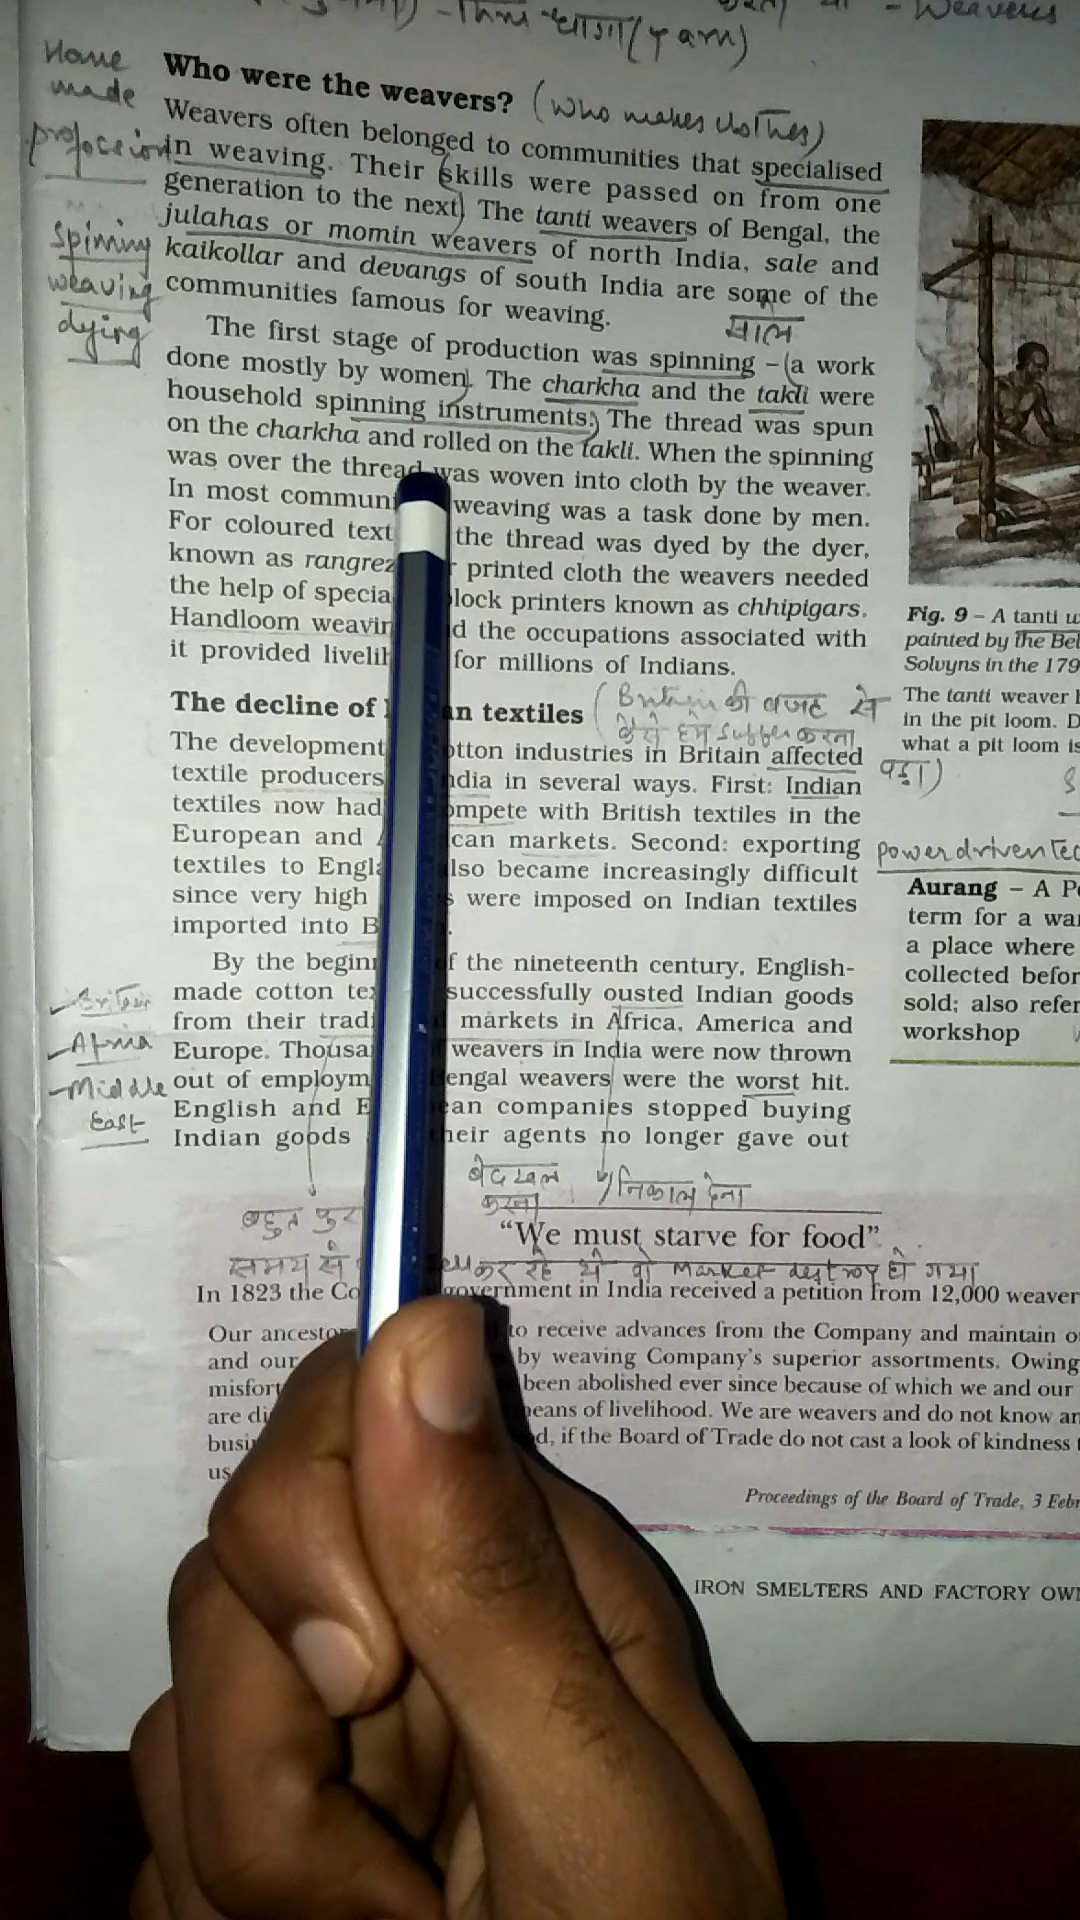 (yarn)
- Weavers
Home
made
Who were the weavers? (who makes clothes)
Weavers often belonged to communities that specialised
in weaving. Their skills were passed on from one
generation to the next. The tanti weavers of Bengal, the
julahas or momin weavers of north India, sale and
kaikollar and devangs of south India are some of the
communities famous for weaving.
Spinning
weaving
dying
साल
The first stage of production was spinning – a work
done mostly by women. The charkha and the takli were
household spinning instruments. The thread was spun
on the charkha and rolled on the takli. When the spinning
was over the thread was woven into cloth by the weaver.
In most commun weaving was a task done by men.
For coloured text the thread was dyed by the dyer,
known as rangrez printed cloth the weavers needed
the help of specia lock printers known as chhipigars.
Handloom weavin d the occupations associated with
it provided livelih for millions of Indians.
The decline of an textiles (Britain की वजह से
कैसे हमें suffer करना
पड़ा)
The development otton industries in Britain affected
textile producers ndia in several ways. First: Indian
textiles now had ompete with British textiles in the
European and can markets. Second: exporting
textiles to Engla lso became increasingly difficult
since very high s were imposed on Indian textiles
imported into B .
By the begin f the nineteenth century, English-
made cotton te successfully ousted Indian goods
from their tradi markets in Africa, America and
Europe. Thousa weavers in India were now thrown
out of employm engal weavers were the worst hit.
English and E ean companies stopped buying
Indian goods heir agents no longer gave out
Britain
Africa
Middle
East
बेदखल
करना
निकाल देना
बहुत
समय से
कर रहे थे वो Market destroy हो गया
Fig. 9 – A tanti w
painted by the Bel
Solvyns in the 179
The tanti weaver h
in the pit loom. D
what a pit loom is
power driven
Aurang – A P
term for a wa
a place where
collected befor
sold; also refer
workshop
“We must starve for food”
In 1823 the Co government in India received a petition from 12,000 weaver
Our ancesto to receive advances from the Company and maintain o
and our by weaving Company’s superior assortments. Owing
misfort been abolished ever since because of which we and our
are di eans of livelihood. We are weavers and do not know an
busi d, if the Board of Trade do not cast a look of kindness
us
Proceedings of the Board of Trade, 3 Febr
IRON SMELTERS AND FACTORY OW